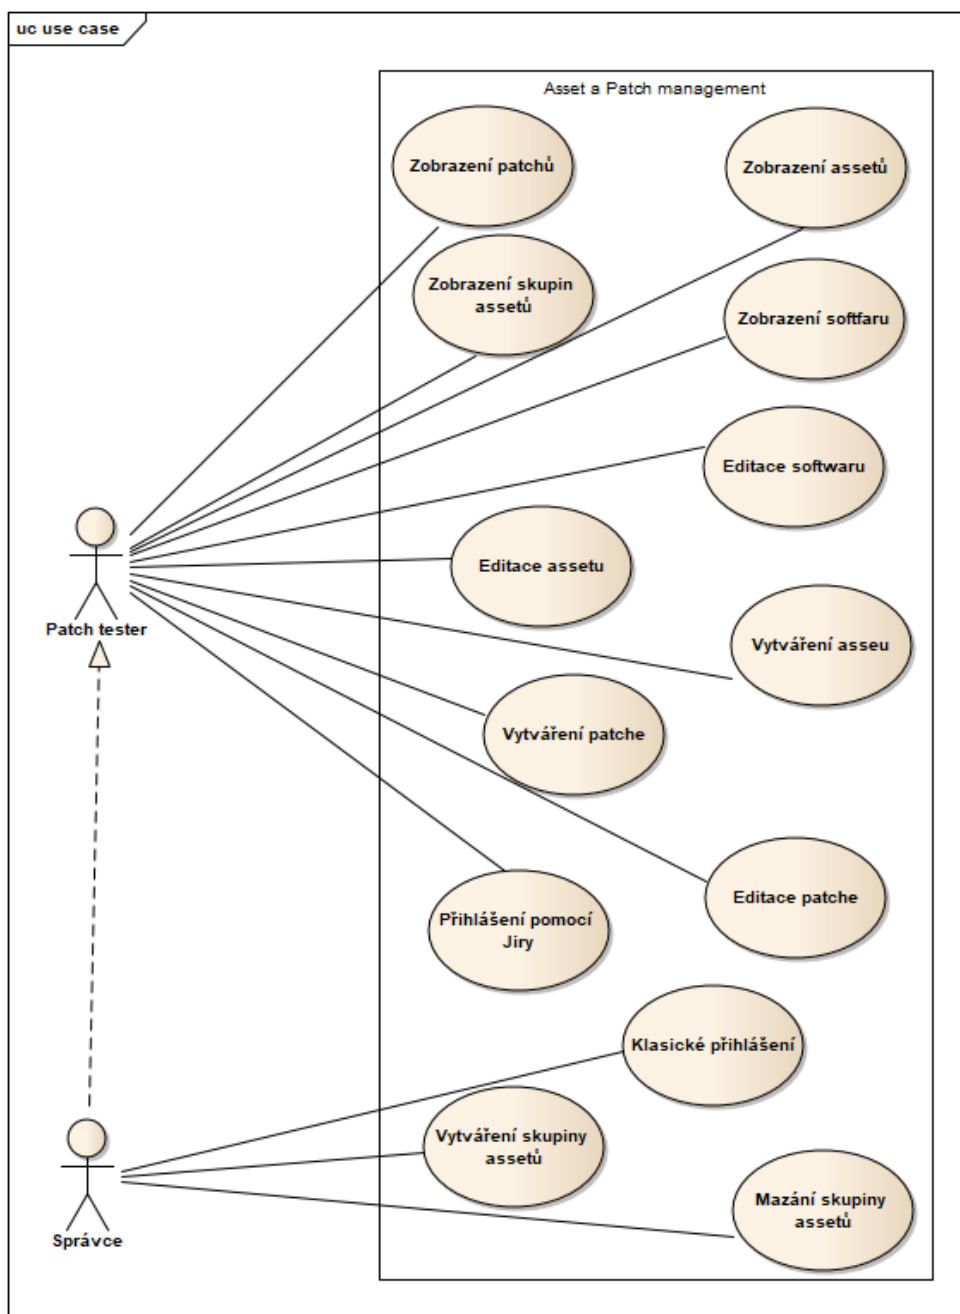 uc use case
Asset a Patch management
Zobrazení patchů
Zobrazení assetů
Zobrazení skupin
assetů
Zobrazení softfaru
Editace softwaru
Editace assetu
Patch tester
Vytváření asseu
Vytváření patche
Editace patche
Přihlášení pomocí
Jiry
Klasické přihlášení
Vytváření skupiny
assetů
Mazání skupiny
assetů
Správce